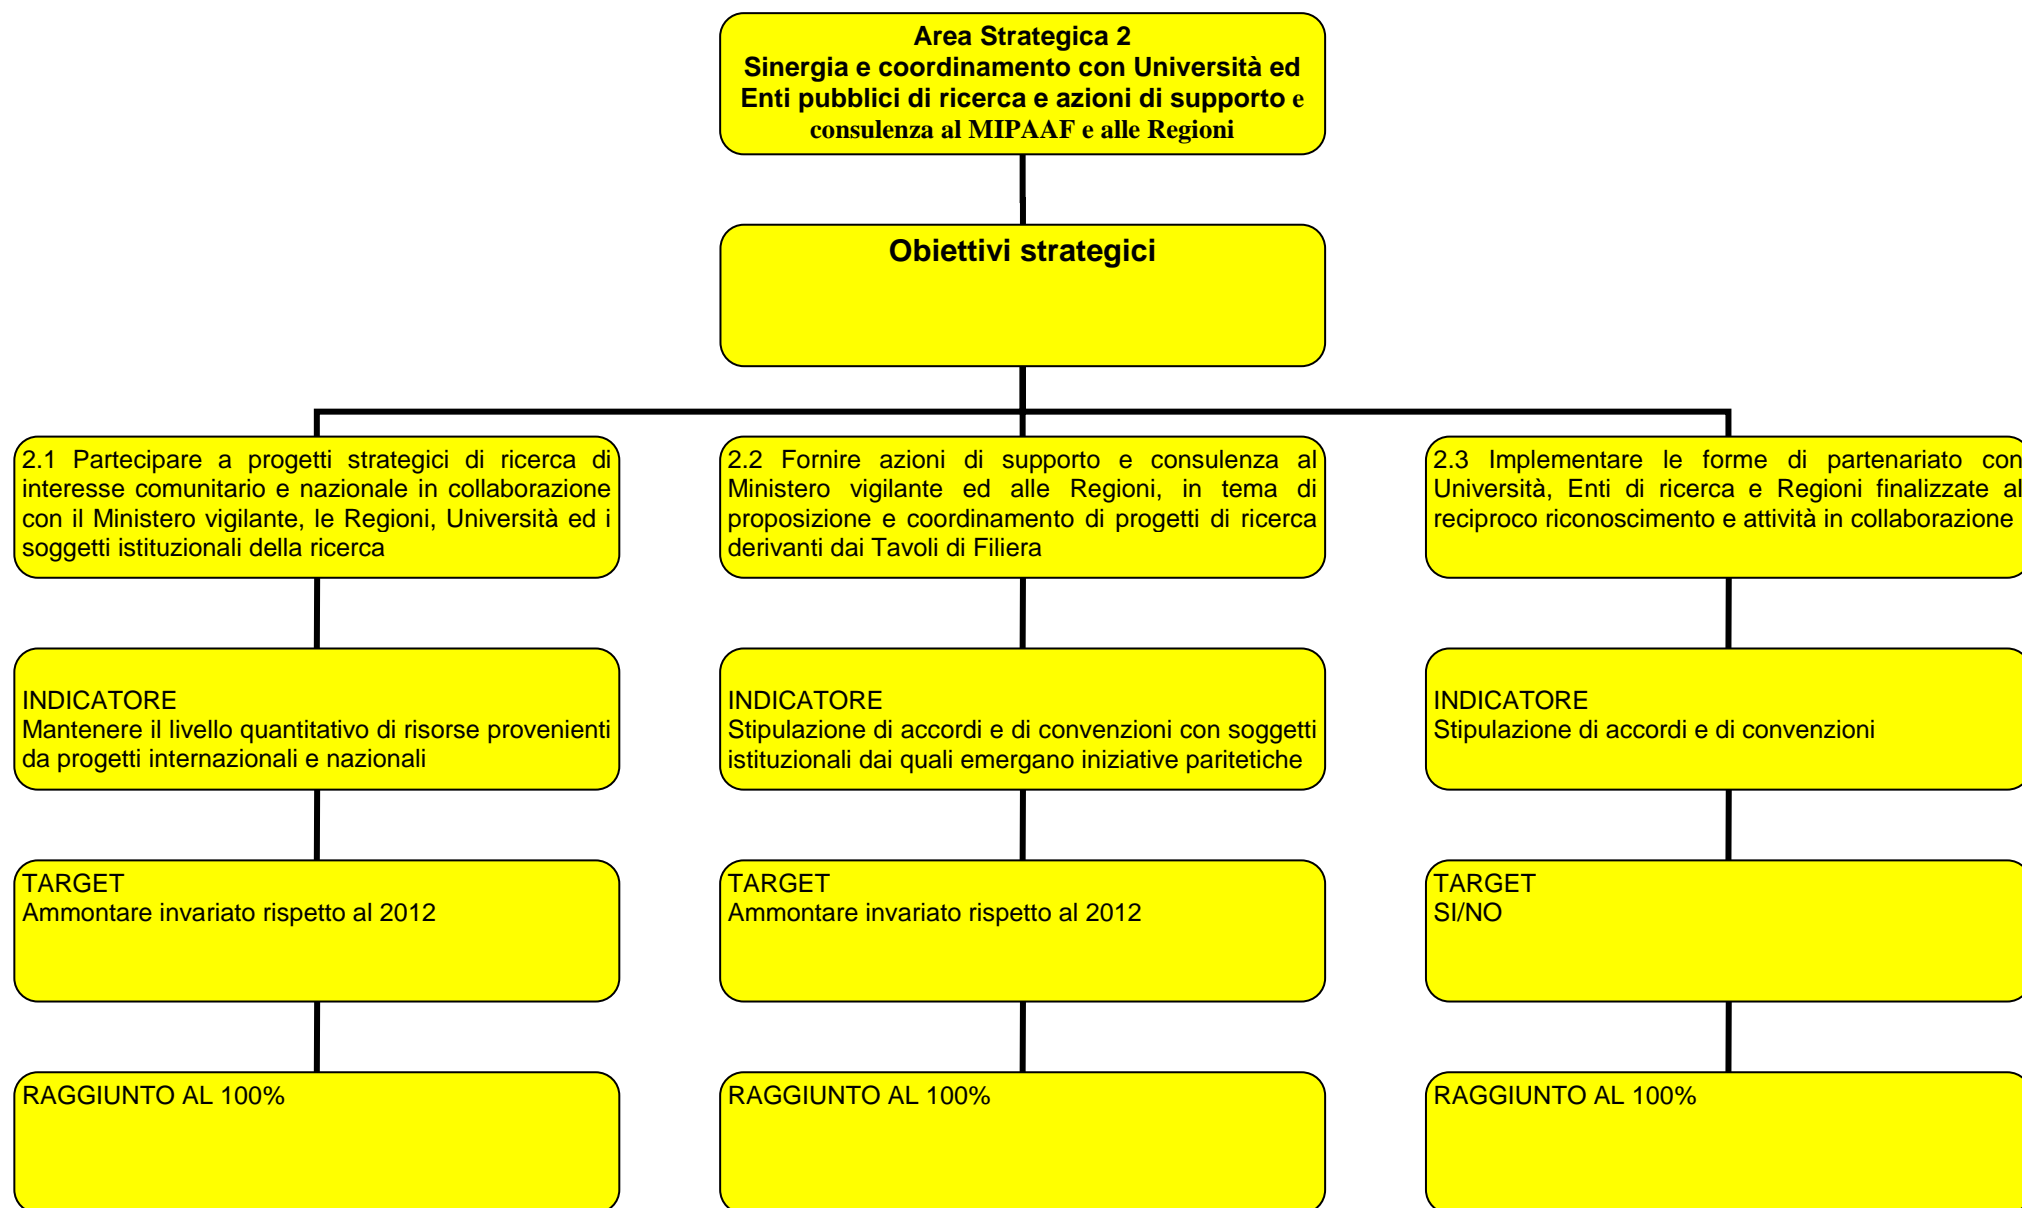 Area Strategica 2
Sinergia e coordinamento con Università ed
Enti pubblici di ricerca e azioni di supporto e
consulenza al MIPAAF e alle Regioni
Obiettivi strategici
2.1 Partecipare a progetti strategici di ricerca di
interesse comunitario e nazionale in collaborazione
con il Ministero vigilante, le Regioni, Università ed i
soggetti istituzionali della ricerca
2.2 Fornire azioni di supporto e consulenza al
Ministero vigilante ed alle Regioni, in tema di
proposizione e coordinamento di progetti di ricerca
derivanti dai Tavoli di Filiera
2.3 Implementare le forme di partenariato con
Università, Enti di ricerca e Regioni finalizzate al
reciproco riconoscimento e attività in collaborazione
INDICATORE
Mantenere il livello quantitativo di risorse provenienti
da progetti internazionali e nazionali
INDICATORE
Stipulazione di accordi e di convenzioni con soggetti
istituzionali dai quali emergano iniziative paritetiche
INDICATORE
Stipulazione di accordi e di convenzioni
TARGET
Ammontare invariato rispetto al 2012
TARGET
Ammontare invariato rispetto al 2012
TARGET
SI/NO
RAGGIUNTO AL 100%
RAGGIUNTO AL 100%
RAGGIUNTO AL 100%